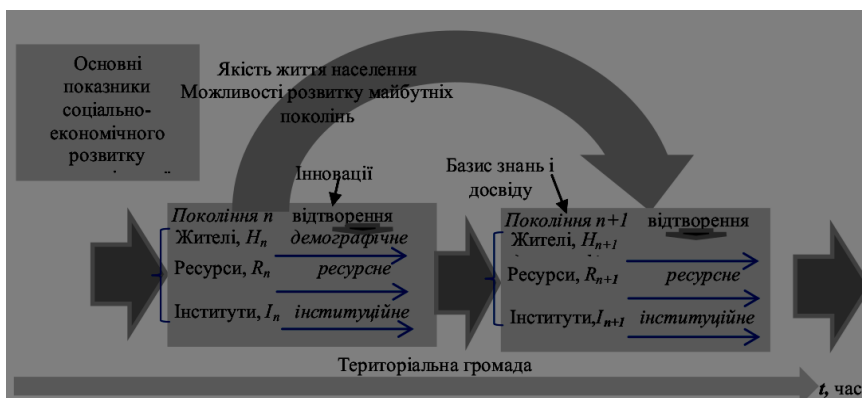 Основні
показники
соціально-
економічного
розвитку
Якість життя населення
Можливості розвитку майбутніх
поколінь
Інновації
Базис знань і
досвіду
Покоління n відтворення
Жителі, Hn демографічне
Ресурси, Rn ресурсне
Інститути, In інституційне
Покоління n+1 відтворення
Жителі, Hn+1
Ресурси, Rn+1 ресурсне
Інститути,In+1 інституційне
Територіальна громада
t, час